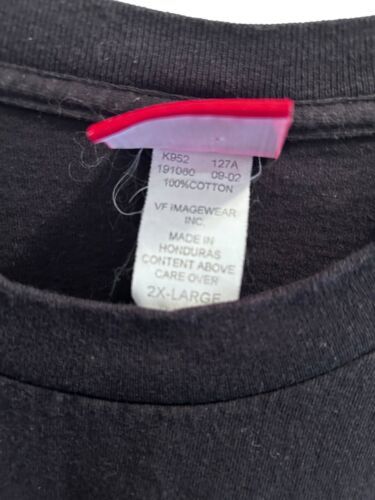 K952 127A
191060 09-02
100%COTTON
VF IMAGEWEAR
INC.
MADE IN
HONDURAS
CONTENT ABOVE
CARE OVER
2X-LARGE